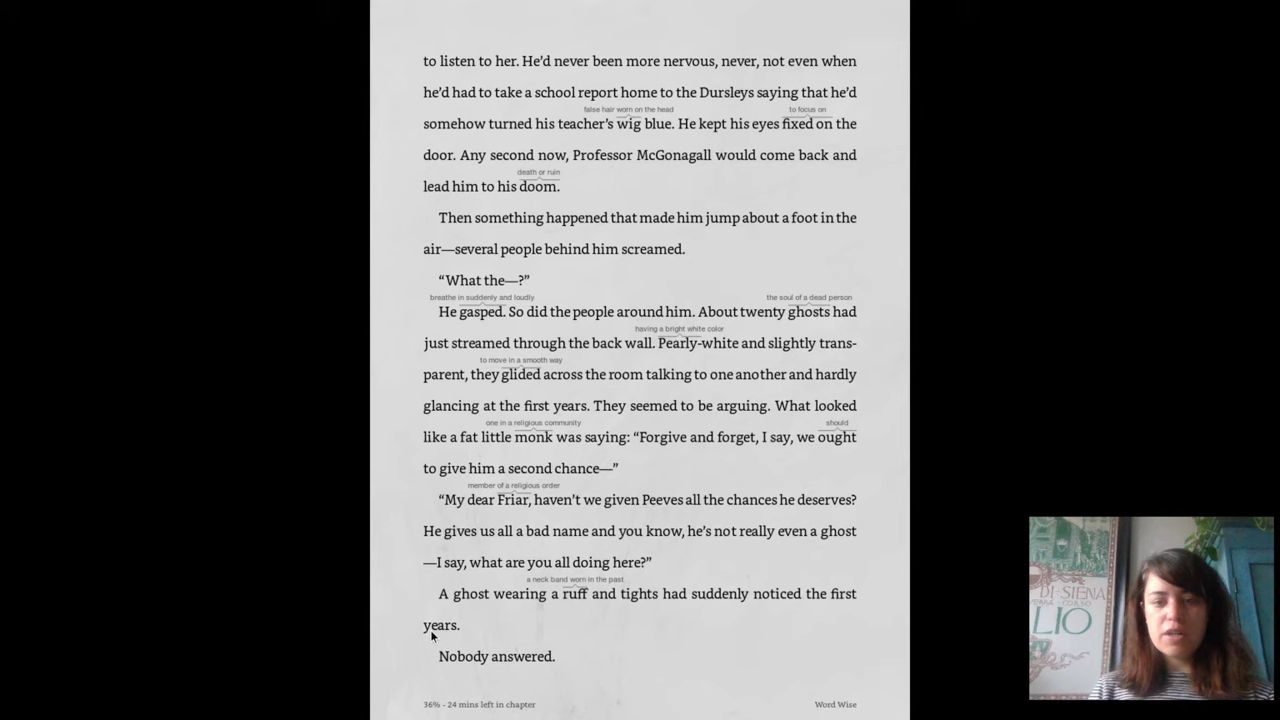 to listen to her. He’d never been more nervous, never, not even when
he’d had to take a school report home to the Dursleys saying that he’d
false hair worn on the head to focus on
somehow turned his teacher’s wig blue. He kept his eyes fixed on the
door. Any second now, Professor McGonagall would come back and
death or ruin
lead him to his doom.
Then something happened that made him jump about a foot in the
air—several people behind him screamed.
“What the—?”
breathe in suddenly and loudly the soul of a dead person
He gasped. So did the people around him. About twenty ghosts had
having a bright white color
just streamed through the back wall. Pearly-white and slightly trans-
to move in a smooth way
parent, they glided across the room talking to one another and hardly
glancing at the first years. They seemed to be arguing. What looked
one in a religious community should
like a fat little monk was saying: “Forgive and forget, I say, we ought
to give him a second chance—”
member of a religious order
“My dear Friar, haven’t we given Peeves all the chances he deserves?
He gives us all a bad name and you know, he’s not really even a ghost
—I say, what are you all doing here?”
a neck band worn in the past
A ghost wearing a ruff and tights had suddenly noticed the first
years.
Nobody answered.
36% - 24 mins left in chapter Word Wise
DI-SIENA
LIO